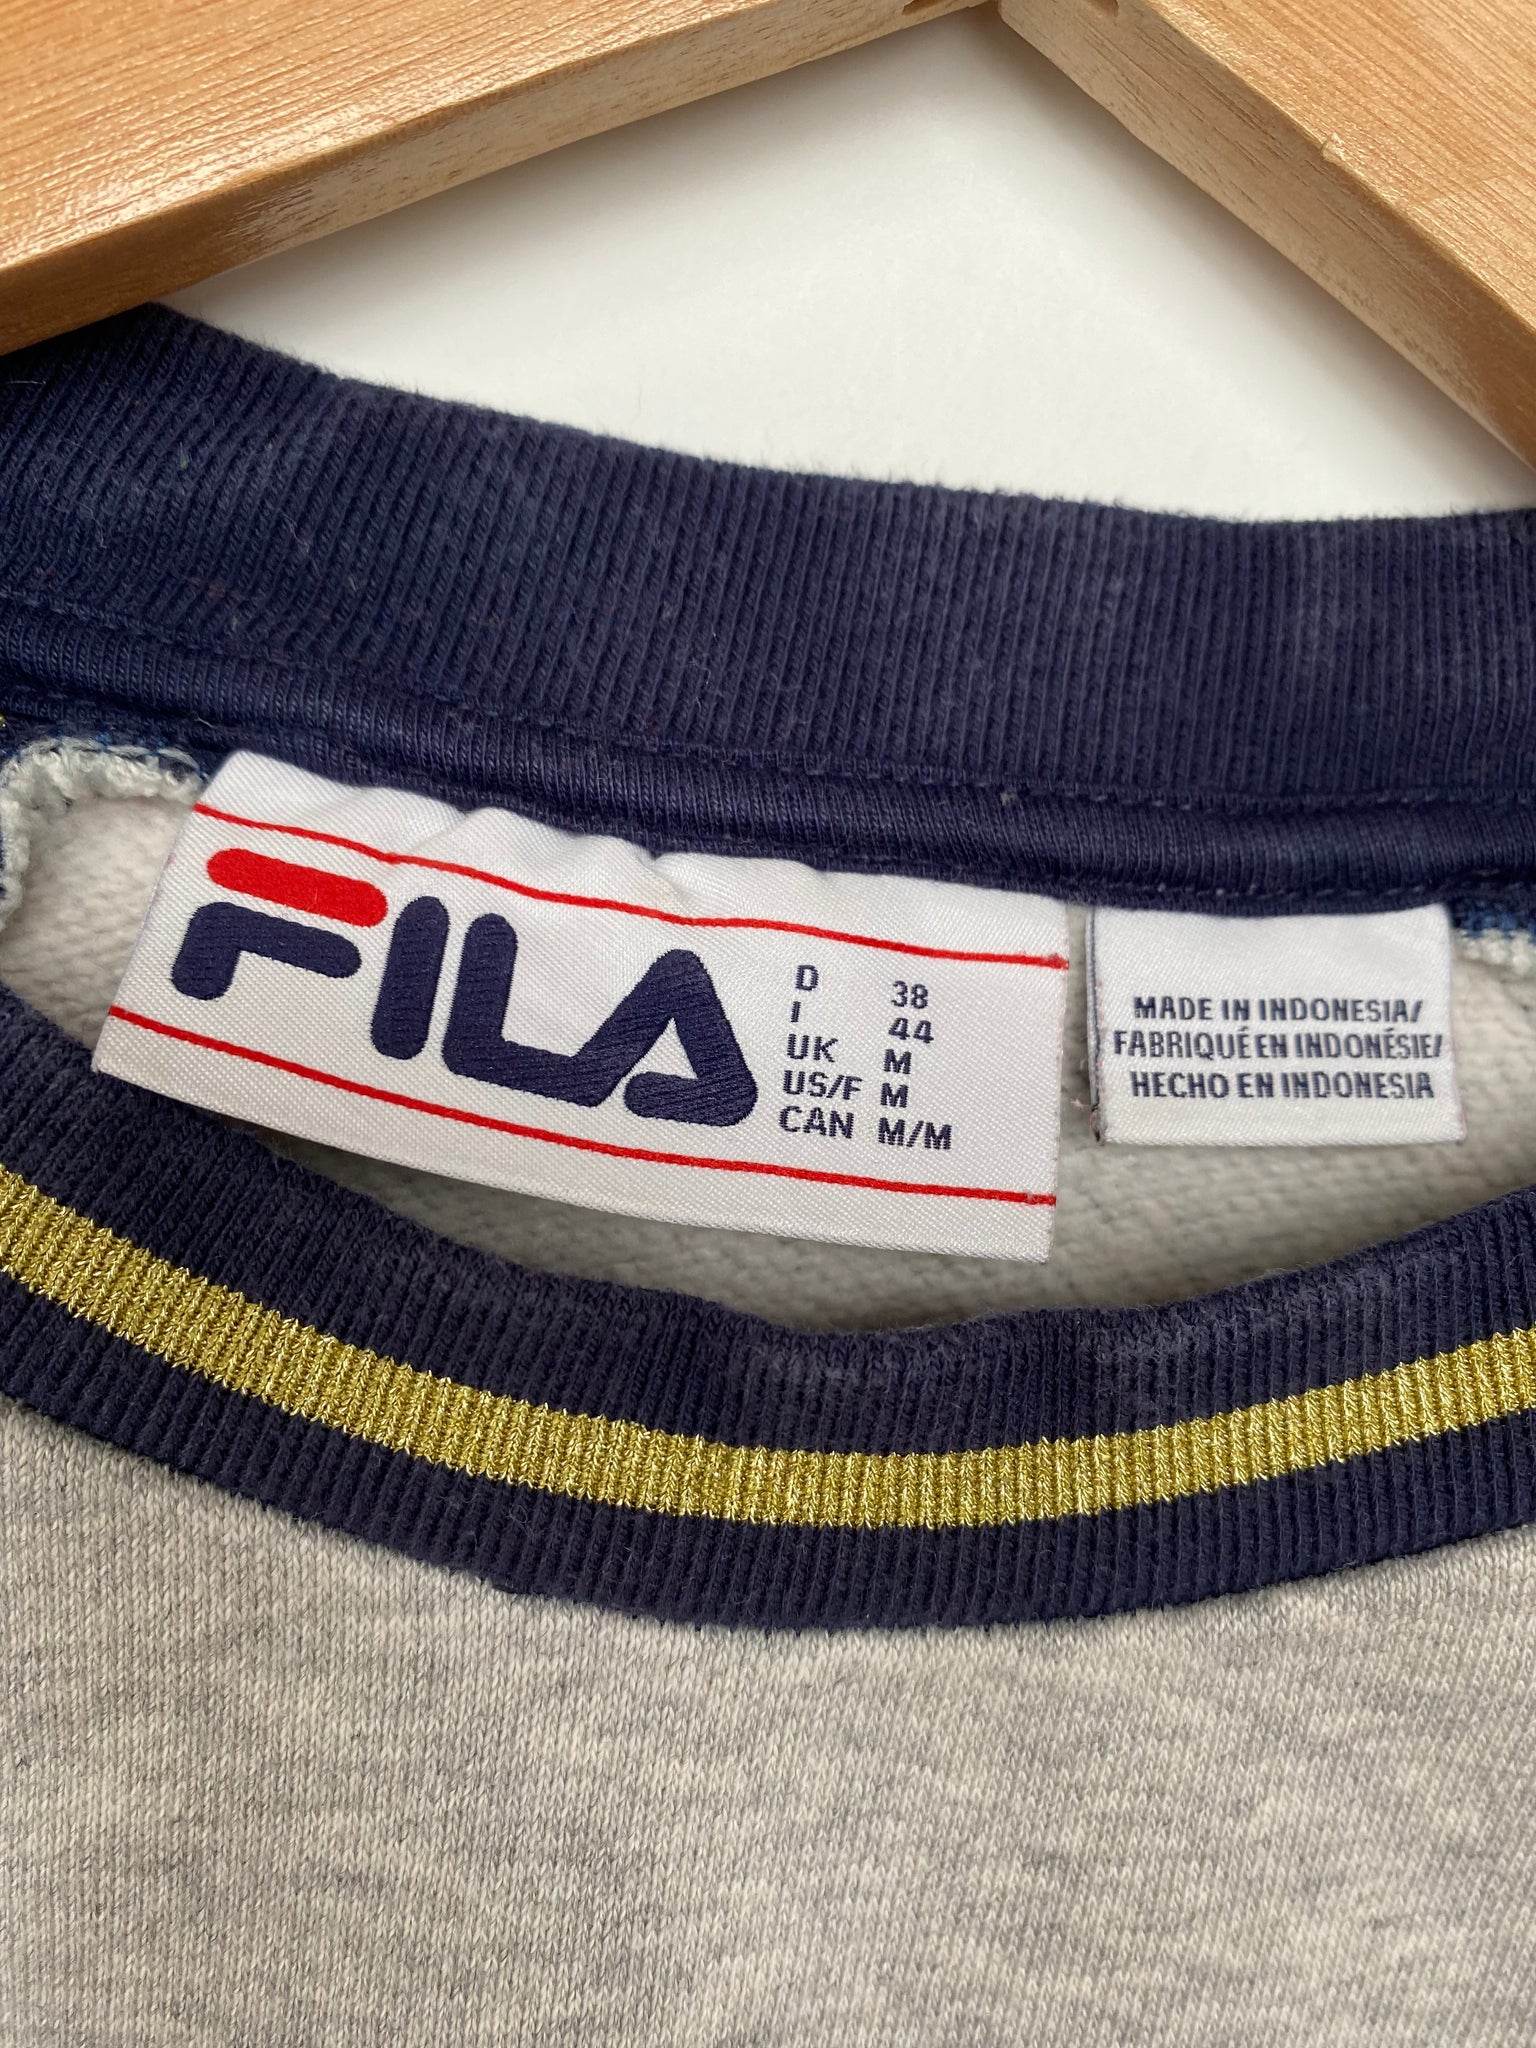 FILA
D 38
I 44
UK M
US/F M
CAN M/M
MADE IN INDONESIA/
FABRIQUÉ EN INDONÉSIE/
HECHO EN INDONESIA